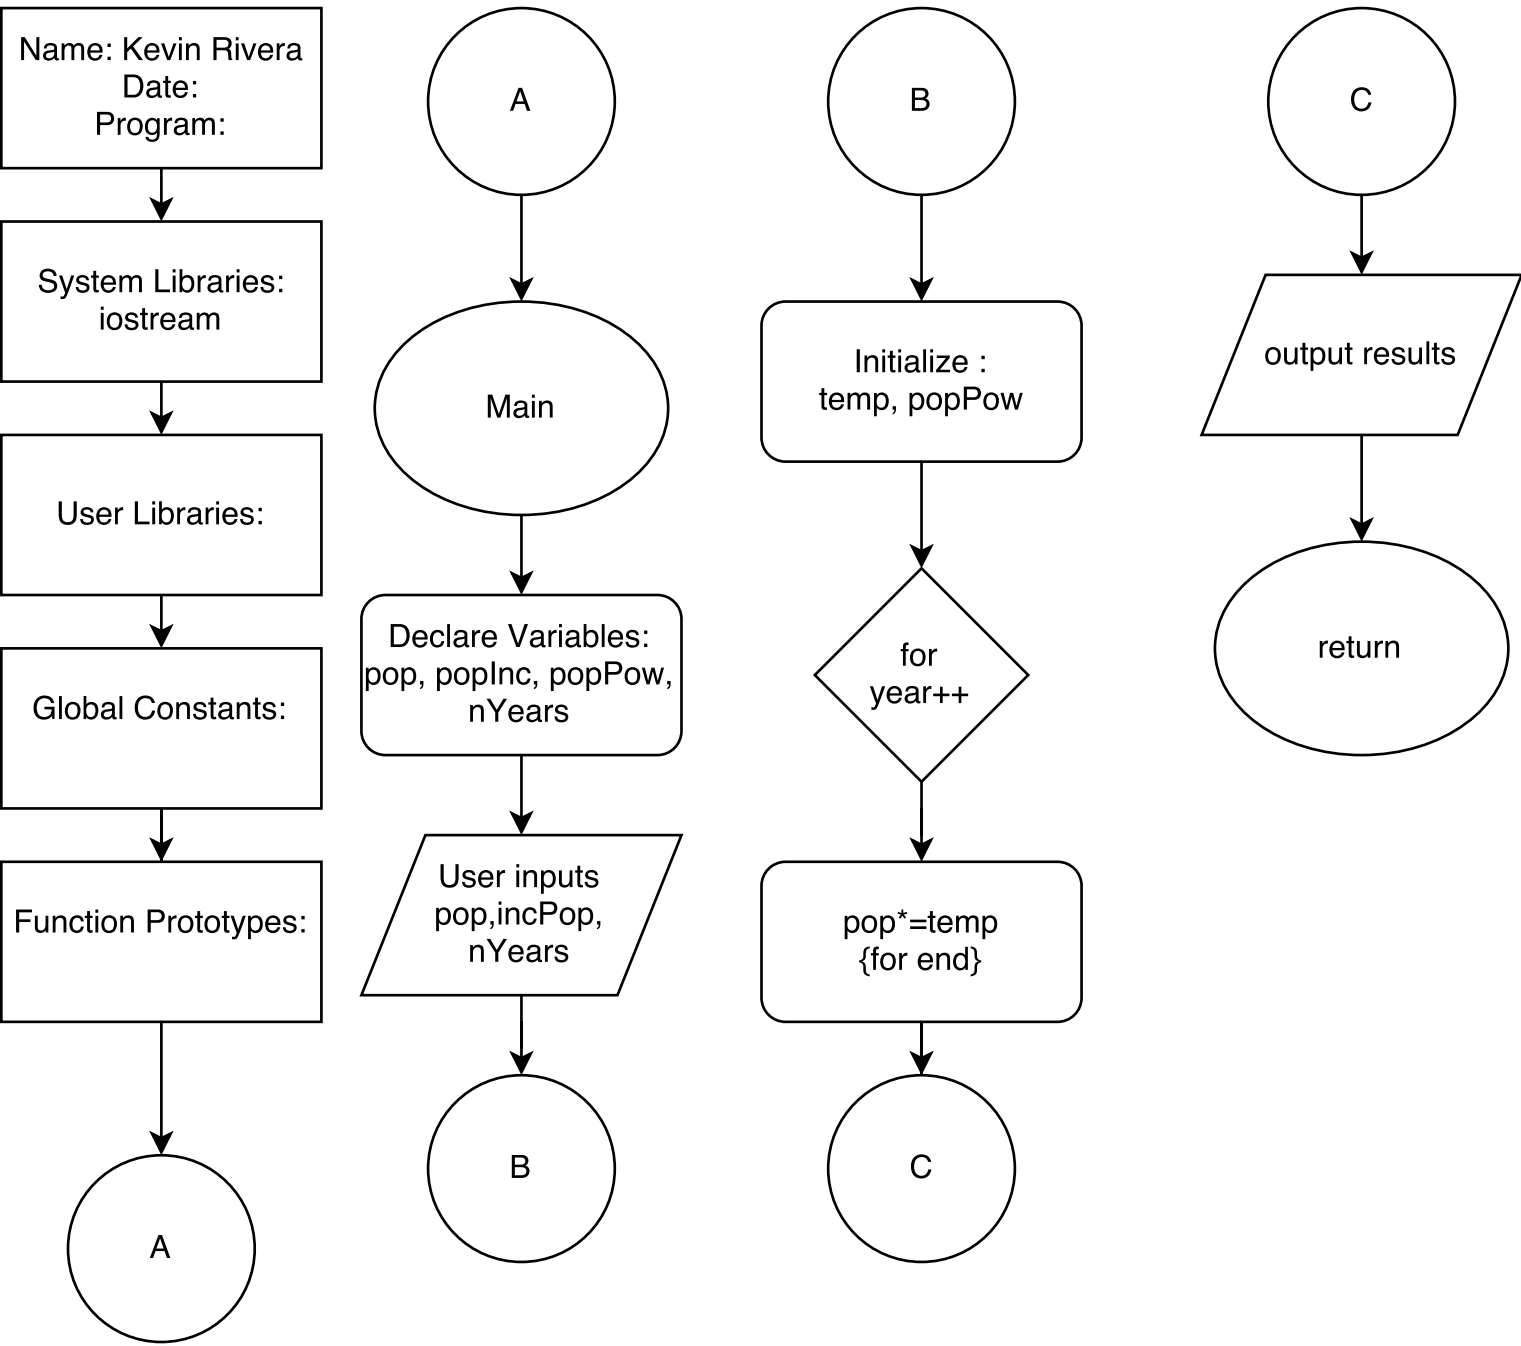 Name: Kevin Rivera
Date:
Program:
System Libraries:
iostream
User Libraries:
Global Constants:
Function Prototypes:
A
A
Main
Declare Variables:
pop, popInc, popPow,
nYears
User inputs
pop,incPop,
nYears
B
B
Initialize :
temp, popPow
for
year++
pop*=temp
{for end}
C
C
output results
return